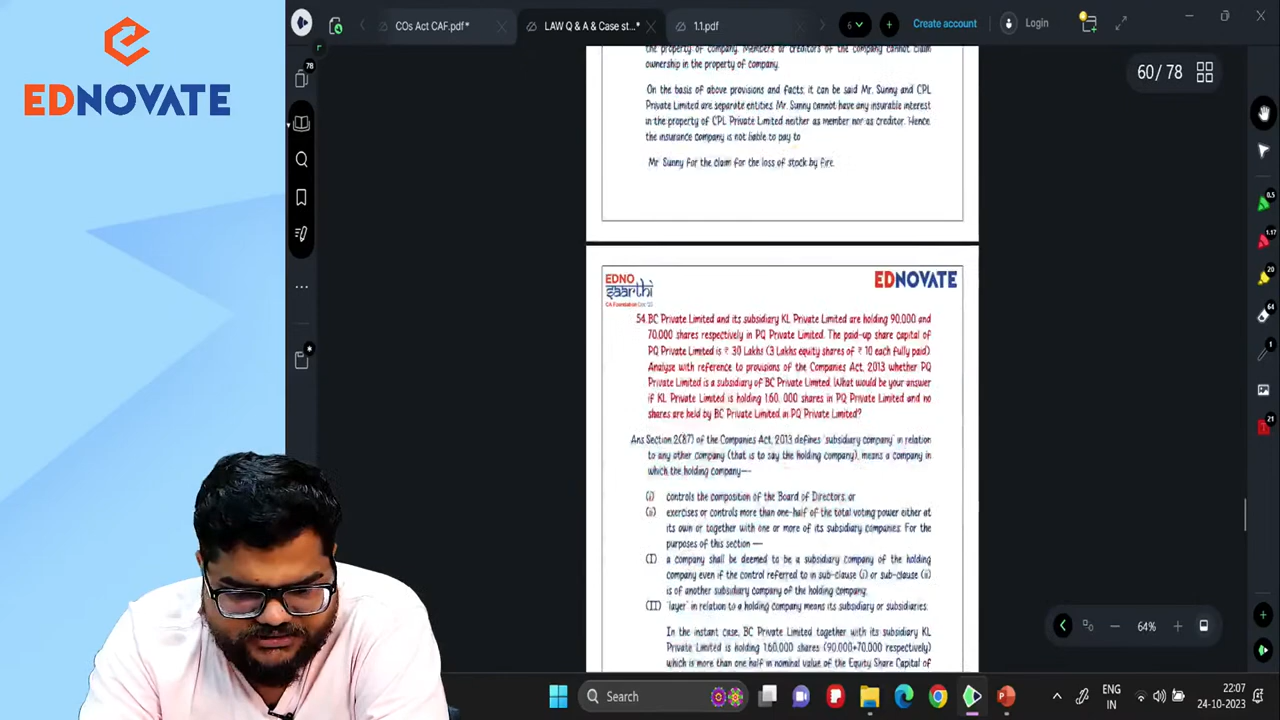 EDNOVATE
COs Act CAF.pdf*
LAW Q & A & Case st...*
1.1.pdf
6
Create account
Login
78
60 / 78
the property of company. Members or creditors of the company cannot claim
ownership in the property of company.
On the basis of above provisions and facts, it can be said Mr. Sunny and CPL
Private Limited are separate entities. Mr. Sunny cannot have any insurable interest
in the property of CPL Private Limited neither as member nor as creditor. Hence
the insurance company is not liable to pay to
Mr Sunny for the claim for the loss of stock by fire.
EDNO
saarthi
EDNOVATE
54. BC Private Limited and its subsidiary KL Private Limited are holding 90,000 and
70,000 shares respectively in PQ Private Limited. The paid-up share capital of
PQ Private Limited is ₹ 30 Lakhs (3 Lakhs equity shares of ₹ 10 each fully paid)
Analyse with reference to provisions of the Companies Act, 2013 whether PQ
Private Limited is a subsidiary of BC Private Limited. What would be your answer
if KL Private Limited is holding 1,60, 000 shares in PQ Private Limited and no
shares are held by BC Private Limited in PQ Private Limited?
Ans Section 2(87) of the Companies Act, 2013 defines 'subsidiary company' in relation
to any other company (that is to say the holding company), means a company in
which the holding company—-
(i) controls the composition of the Board of Directors, or
(ii) exercises or controls more than one-half of the total voting power either at
its own or together with one or more of its subsidiary companies: For the
purposes of this section —-
(I) a company shall be deemed to be a subsidiary company of the holding
company even if the control referred to in sub-clause (i) or sub-clause (ii)
is of another subsidiary company of the holding company;
(II) 'layer' in relation to a holding company means its subsidiary or subsidiaries.
In the instant case, BC Private Limited together with its subsidiary KL
Private Limited is holding 1,60,000 shares (90,000+70,000 respectively)
which is more than one half in nominal value of the Equity Share Capital of
0.5
1.17
20
64
1
21
64%
Search
ENG
IN
22:07
24-10-2023